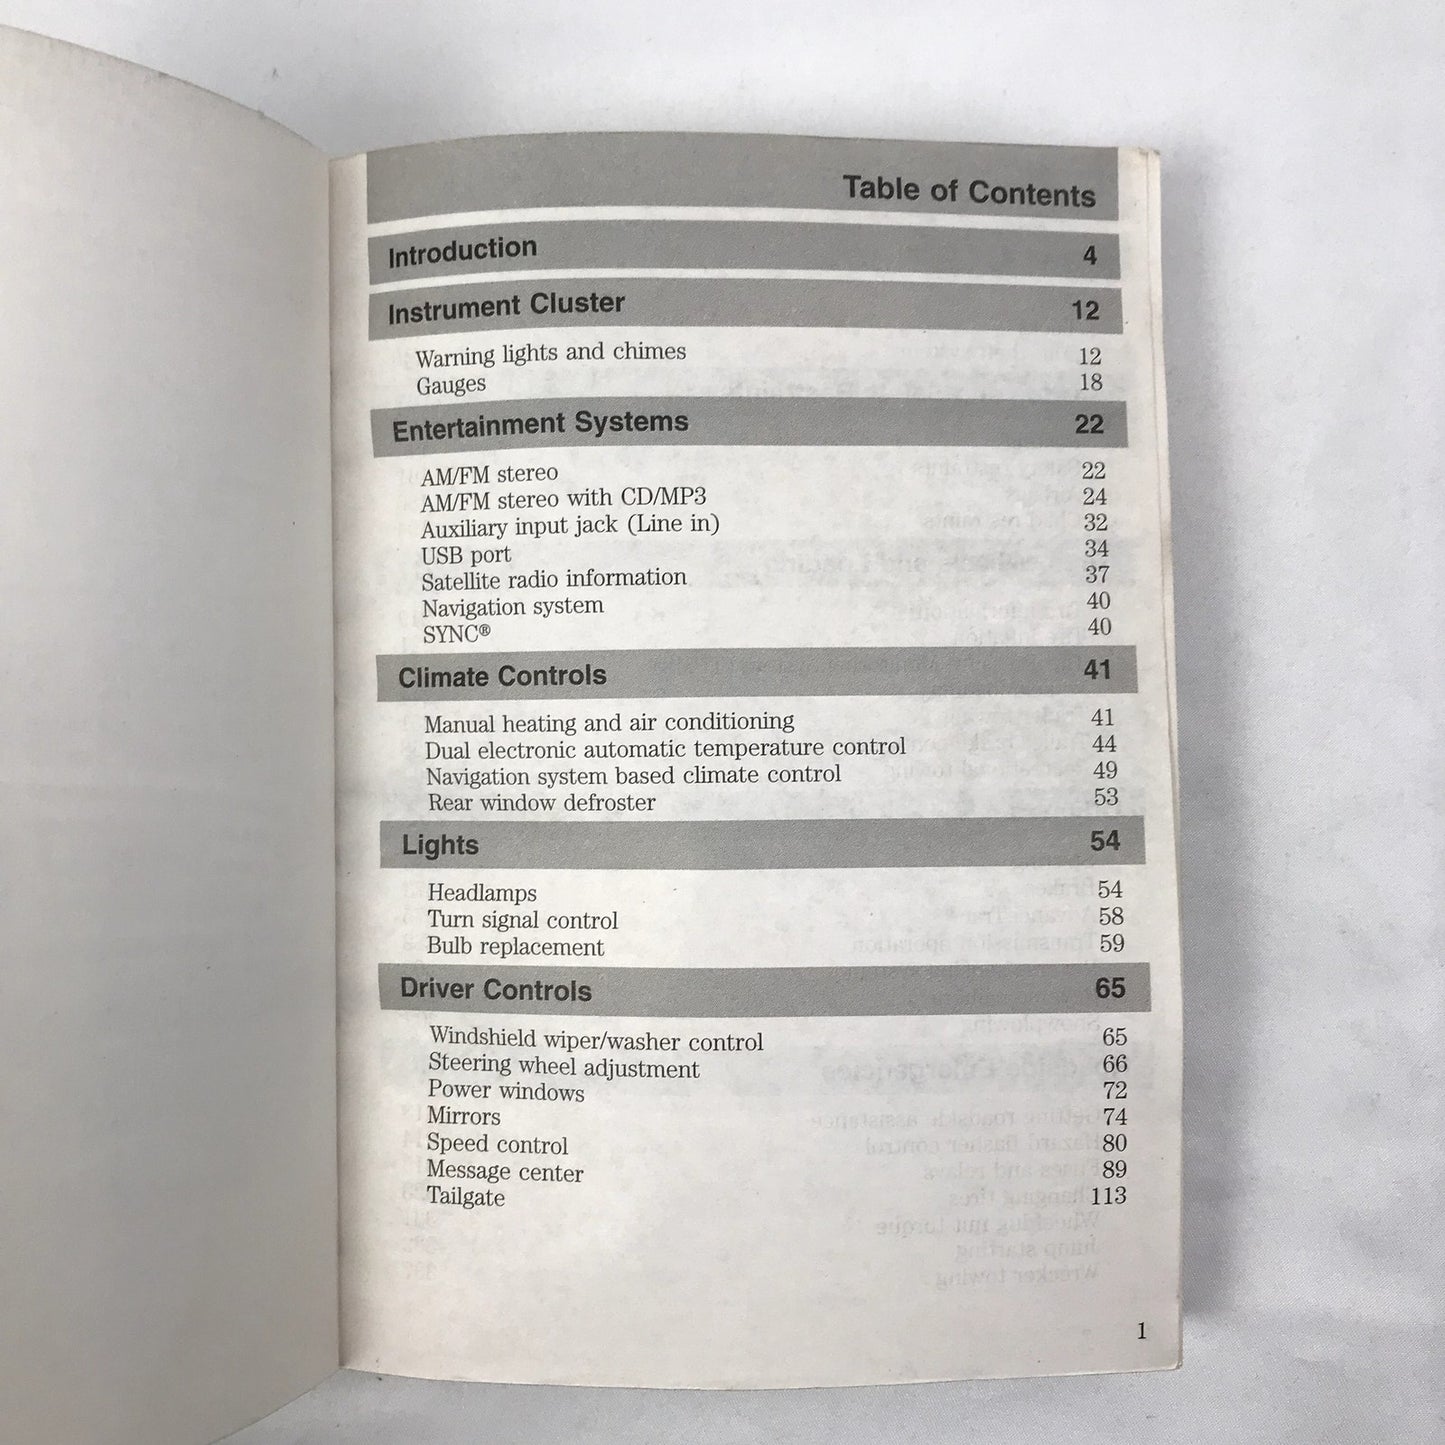 Table of Contents
Introduction 4
Instrument Cluster 12
Warning lights and chimes 12
Gauges 18
Entertainment Systems 22
AM/FM stereo 22
AM/FM stereo with CD/MP3 24
Auxiliary input jack (Line in) 32
USB port 34
Satellite radio information 37
Navigation system 40
SYNC® 40
Climate Controls 41
Manual heating and air conditioning 41
Dual electronic automatic temperature control 44
Navigation system based climate control 49
Rear window defroster 53
Lights 54
Headlamps 54
Turn signal control 58
Bulb replacement 59
Driver Controls 65
Windshield wiper/washer control 65
Steering wheel adjustment 66
Power windows 72
Mirrors 74
Speed control 80
Message center 89
Tailgate 113
1